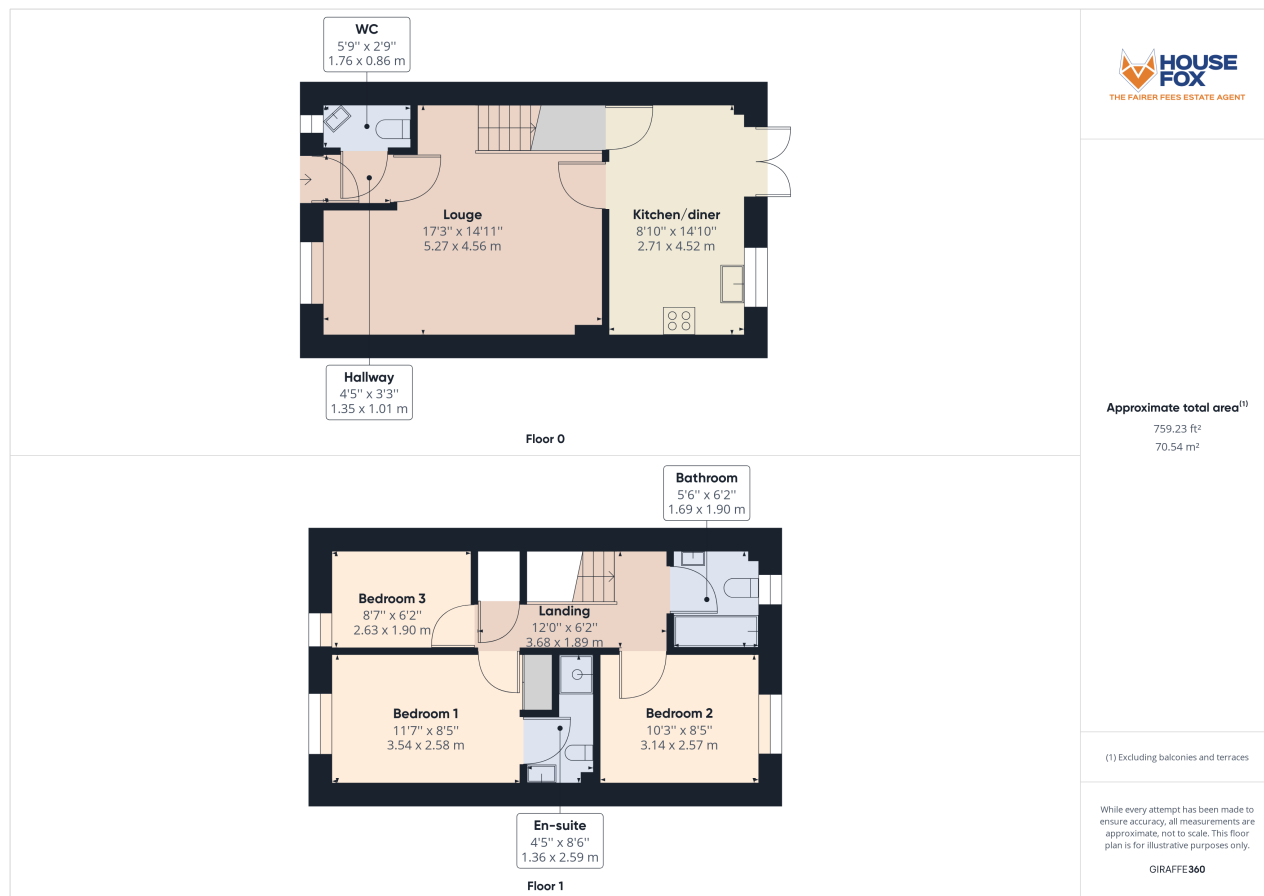 WC
5'9'' x 2'9''
1.76 x 0.86 m
Louge
17'3'' x 14'11''
5.27 x 4.56 m
Kitchen/diner
8'10'' x 14'10''
2.71 x 4.52 m
Hallway
4'5'' x 3'3''
1.35 x 1.01 m
Floor 0
Bathroom
5'6'' x 6'2''
1.69 x 1.90 m
Bedroom 3
8'7'' x 6'2''
2.63 x 1.90 m
Landing
12'0'' x 6'2''
3.68 x 1.89 m
Bedroom 1
11'7'' x 8'5''
3.54 x 2.58 m
Bedroom 2
10'3'' x 8'5''
3.14 x 2.57 m
En-suite
4'5'' x 8'6''
1.36 x 2.59 m
Floor 1
HOUSE
FOX
THE FAIRER FEES ESTATE AGENT
Approximate total area(1)
759.23 ft²
70.54 m²
(1) Excluding balconies and terraces
While every attempt has been made to
ensure accuracy, all measurements are
approximate, not to scale. This floor
plan is for illustrative purposes only.
GIRAFFE360